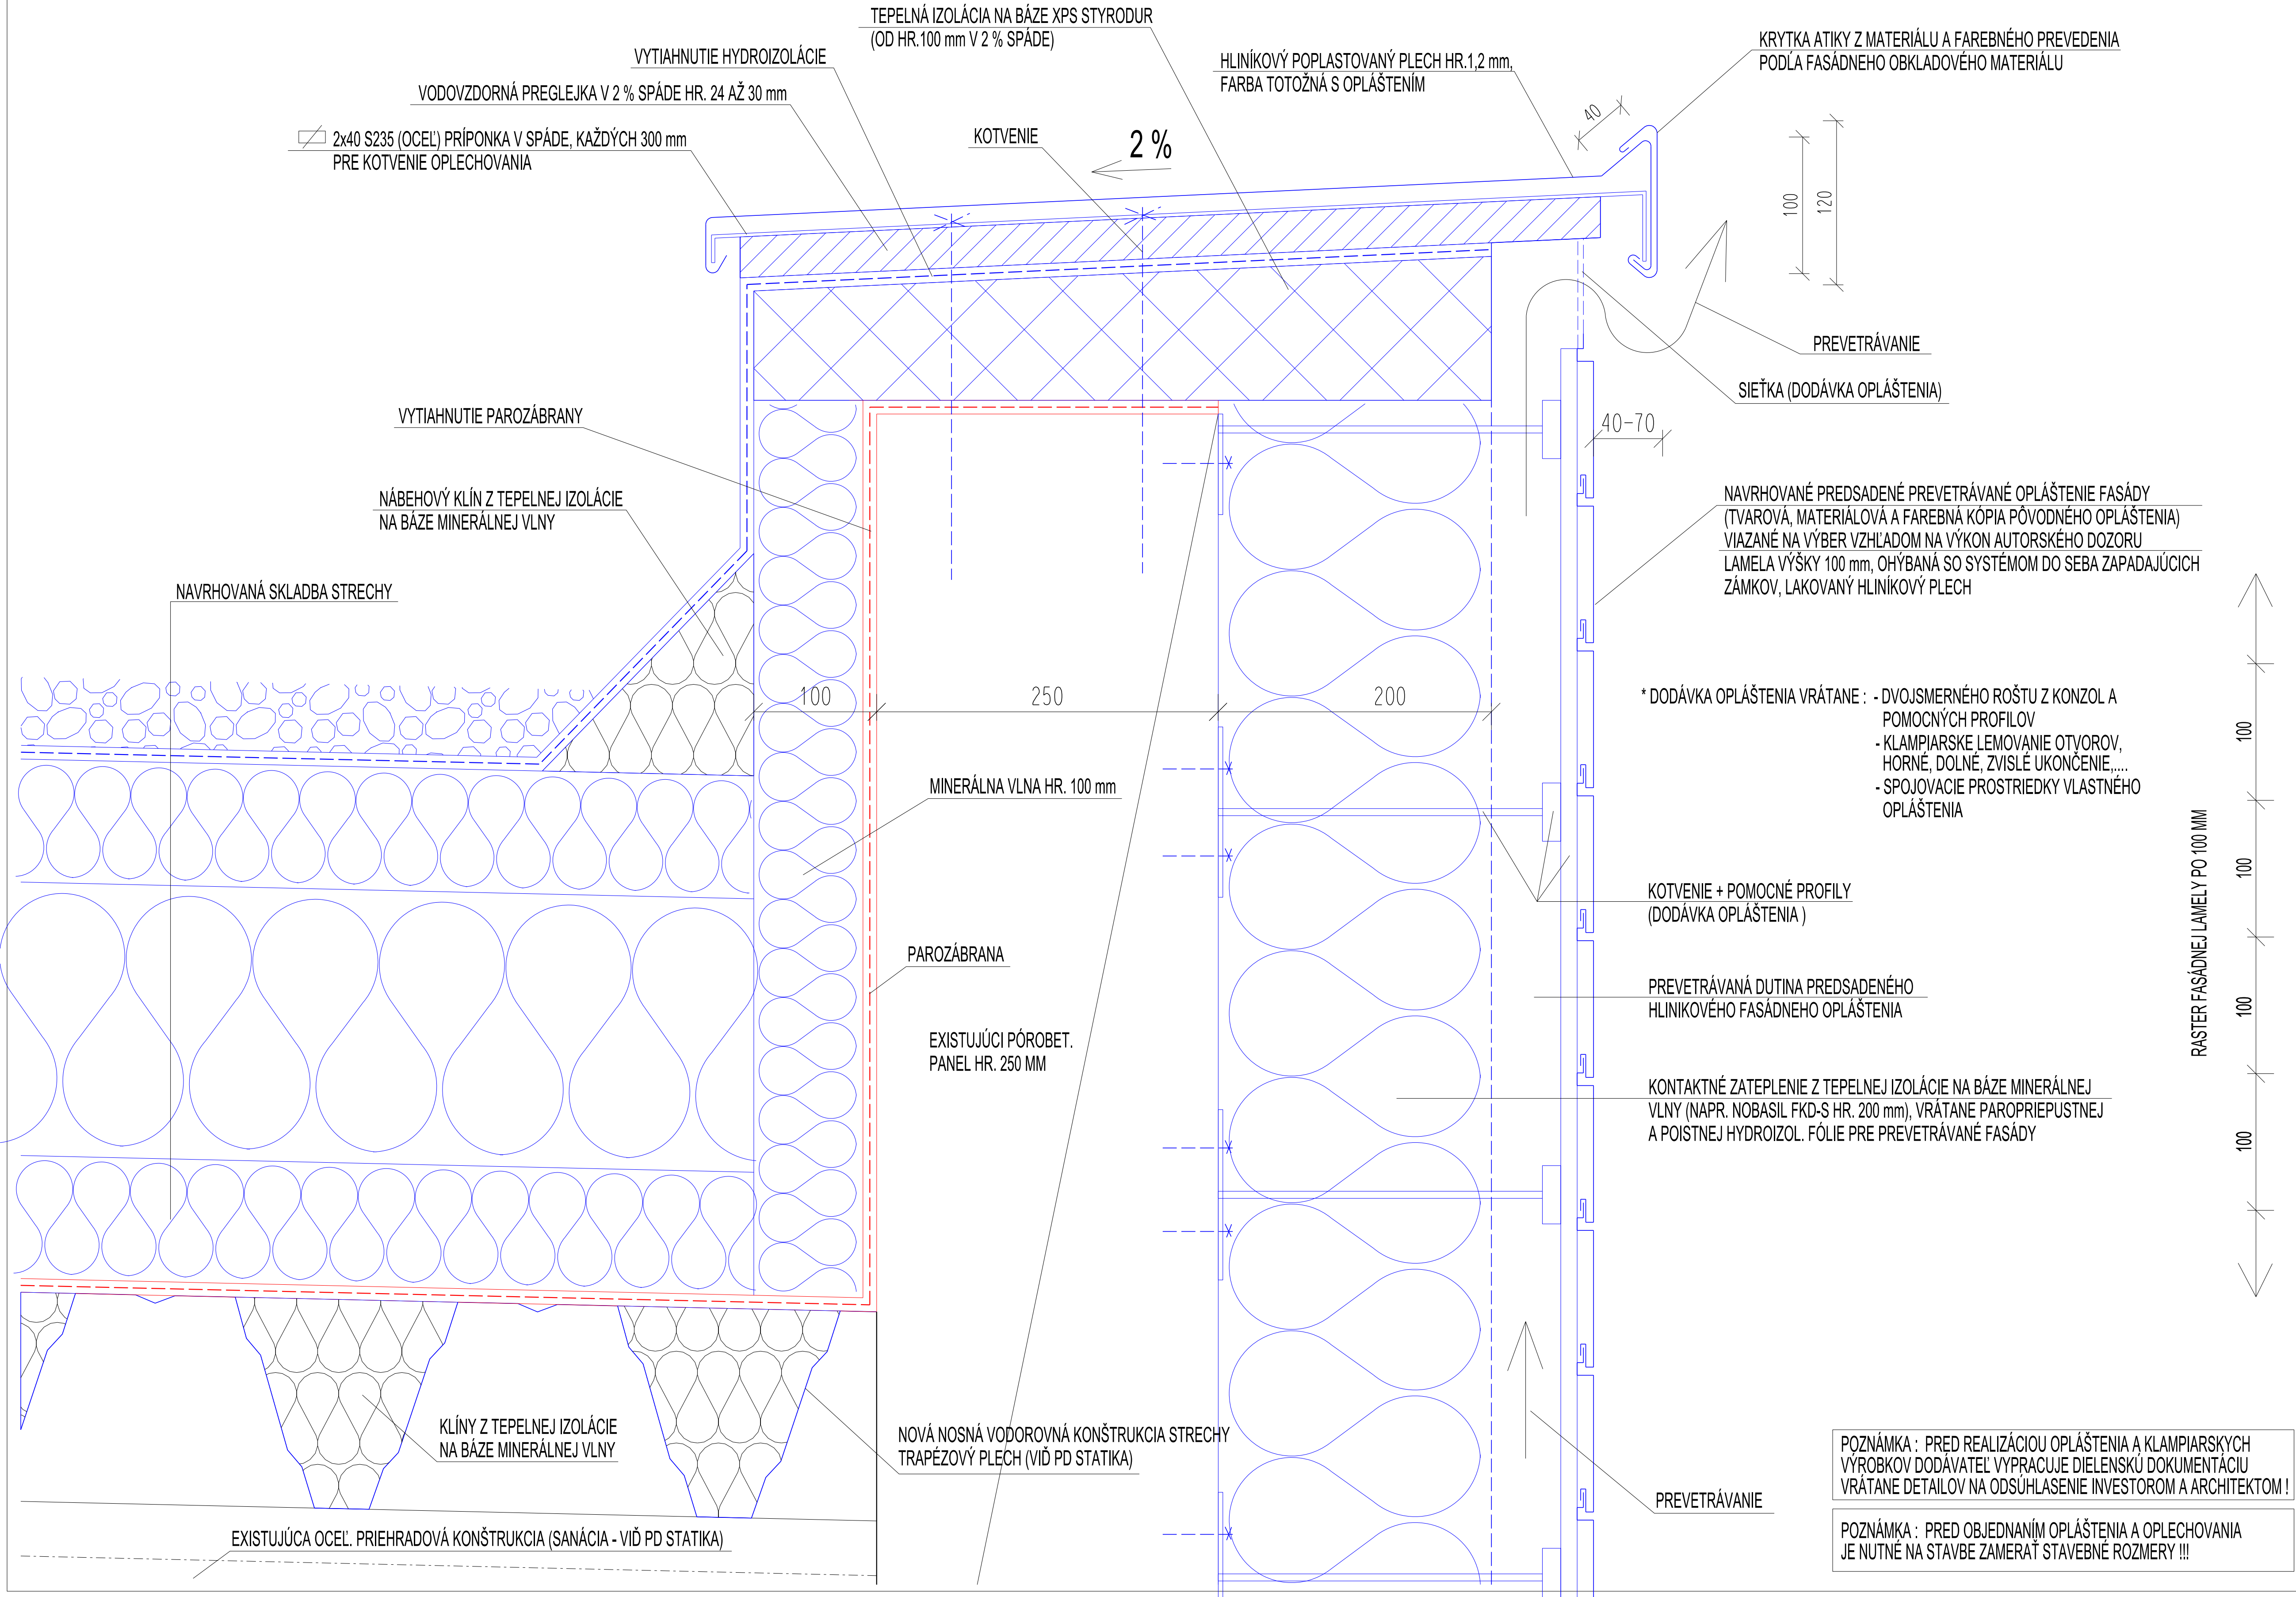 TEPELNÁ IZOLÁCIA NA BÁZE XPS STYRODUR
(OD HR.100 mm V 2 % SPÁDE)
VYTIAHNUTIE HYDROIZOLÁCIE
VODOVZDORNÁ PREGLEJKA V 2 % SPÁDE HR. 24 AŽ 30 mm
2x40 S235 (OCEĽ) PRÍPONKA V SPÁDE, KAŽDÝCH 300 mm
PRE KOTVENIE OPLECHOVANIA
KOTVENIE
2 %
HLINÍKOVÝ POPLASTOVANÝ PLECH HR.1,2 mm,
FARBA TOTOŽNÁ S OPLÁŠTENÍM
KRYTKA ATIKY Z MATERIÁLU A FAREBNÉHO PREVEDENIA
PODĽA FASÁDNEHO OBKLADOVÉHO MATERIÁLU
40
100
120
PREVETRÁVANIE
SIEŤKA (DODÁVKA OPLÁŠTENIA)
40-70
VYTIAHNUTIE PAROZÁBRANY
NÁBEHOVÝ KLÍN Z TEPELNEJ IZOLÁCIE
NA BÁZE MINERÁLNEJ VLNY
NAVRHOVANÁ SKLADBA STRECHY
NAVRHOVANÉ PREDSADENÉ PREVETRÁVANÉ OPLÁŠTENIE FASÁDY
(TVAROVÁ, MATERIÁLOVÁ A FAREBNÁ KÓPIA PÔVODNÉHO OPLÁŠTENIA)
VIAZANÉ NA VÝBER VZHĽADOM NA VÝKON AUTORSKÉHO DOZORU
LAMELA VÝŠKY 100 mm, OHÝBANÁ SO SYSTÉMOM DO SEBA ZAPADAJÚCICH
ZÁMKOV, LAKOVANÝ HLINÍKOVÝ PLECH
100
250
200
* DODÁVKA OPLÁŠTENIA VRÁTANE : - DVOJSMERNÉHO ROŠTU Z KONZOL A
POMOCNÝCH PROFILOV
- KLAMPIARSKE LEMOVANIE OTVOROV,
HORNÉ, DOLNÉ, ZVISLÉ UKONČENIE,....
- SPOJOVACIE PROSTRIEDKY VLASTNÉHO
OPLÁŠTENIA
MINERÁLNA VLNA HR. 100 mm
KOTVENIE + POMOCNÉ PROFILY
(DODÁVKA OPLÁŠTENIA )
PAROZÁBRANA
PREVETRÁVANÁ DUTINA PREDSADENÉHO
HLINIKOVÉHO FASÁDNEHO OPLÁŠTENIA
EXISTUJÚCI PÓROBET.
PANEL HR. 250 MM
KONTAKTNÉ ZATEPLENIE Z TEPELNEJ IZOLÁCIE NA BÁZE MINERÁLNEJ
VLNY (NAPR. NOBASIL FKD-S HR. 200 mm), VRÁTANE PAROPRIEPUSTNEJ
A POISTNEJ HYDROIZOL. FÓLIE PRE PREVETRÁVANÉ FASÁDY
RASTER FASÁDNEJ LAMELY PO 100 MM
100
100
100
100
KLÍNY Z TEPELNEJ IZOLÁCIE
NA BÁZE MINERÁLNEJ VLNY
NOVÁ NOSNÁ VODOROVNÁ KONŠTRUKCIA STRECHY
TRAPÉZOVÝ PLECH (VIĎ PD STATIKA)
PREVETRÁVANIE
EXISTUJÚCA OCEĽ. PRIEHRADOVÁ KONŠTRUKCIA (SANÁCIA - VIĎ PD STATIKA)
POZNÁMKA : PRED REALIZÁCIOU OPLÁŠTENIA A KLAMPIARSKYCH
VÝROBKOV DODÁVATEĽ VYPRACUJE DIELENSKÚ DOKUMENTÁCIU
VRÁTANE DETAILOV NA ODSÚHLASENIE INVESTOROM A ARCHITEKTOM !
POZNÁMKA : PRED OBJEDNANÍM OPLÁŠTENIA A OPLECHOVANIA
JE NUTNÉ NA STAVBE ZAMERAŤ STAVEBNÉ ROZMERY !!!